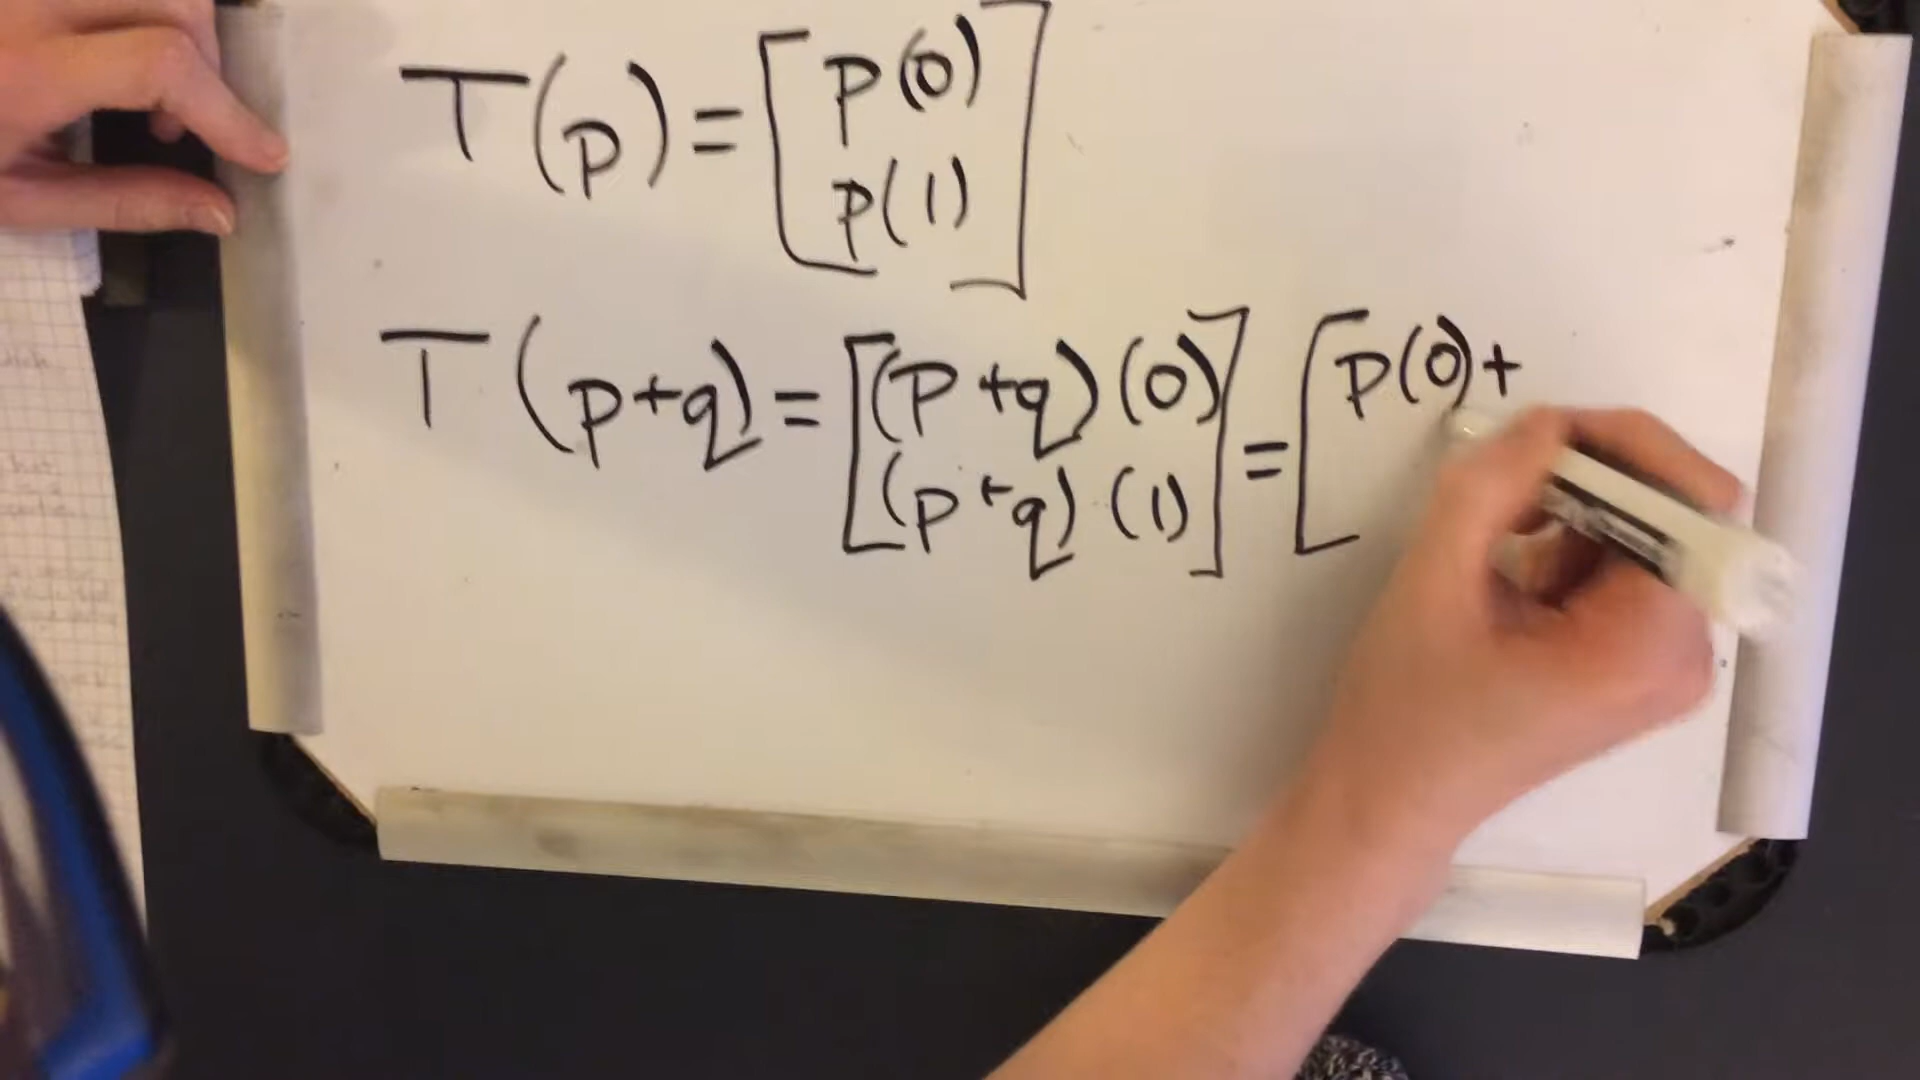 T(p) = [p(0)
p(1)]
T(p+q) = [(p+q)(0)
(p+q)(1)] = [p(0)+